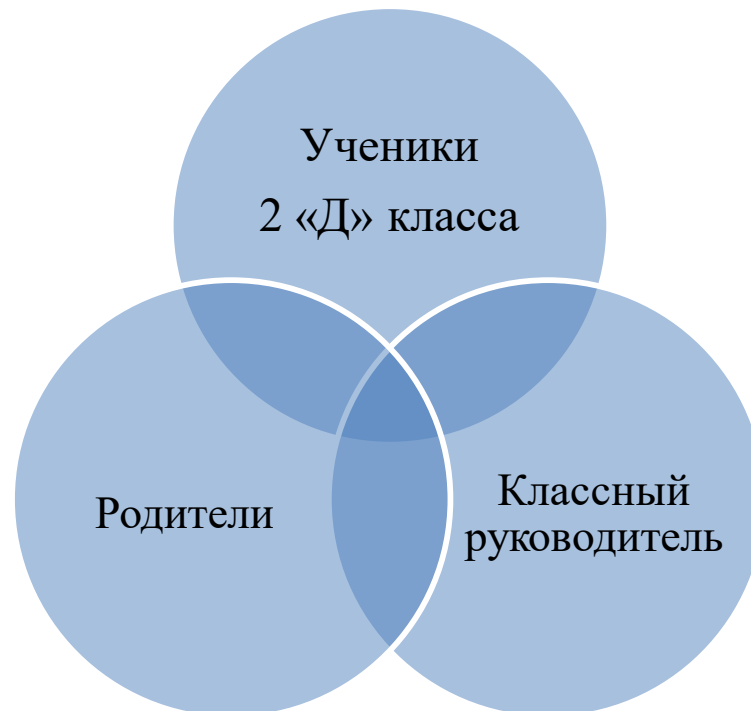 Ученики
2 «Д» класса
Родители
Классный
руководитель